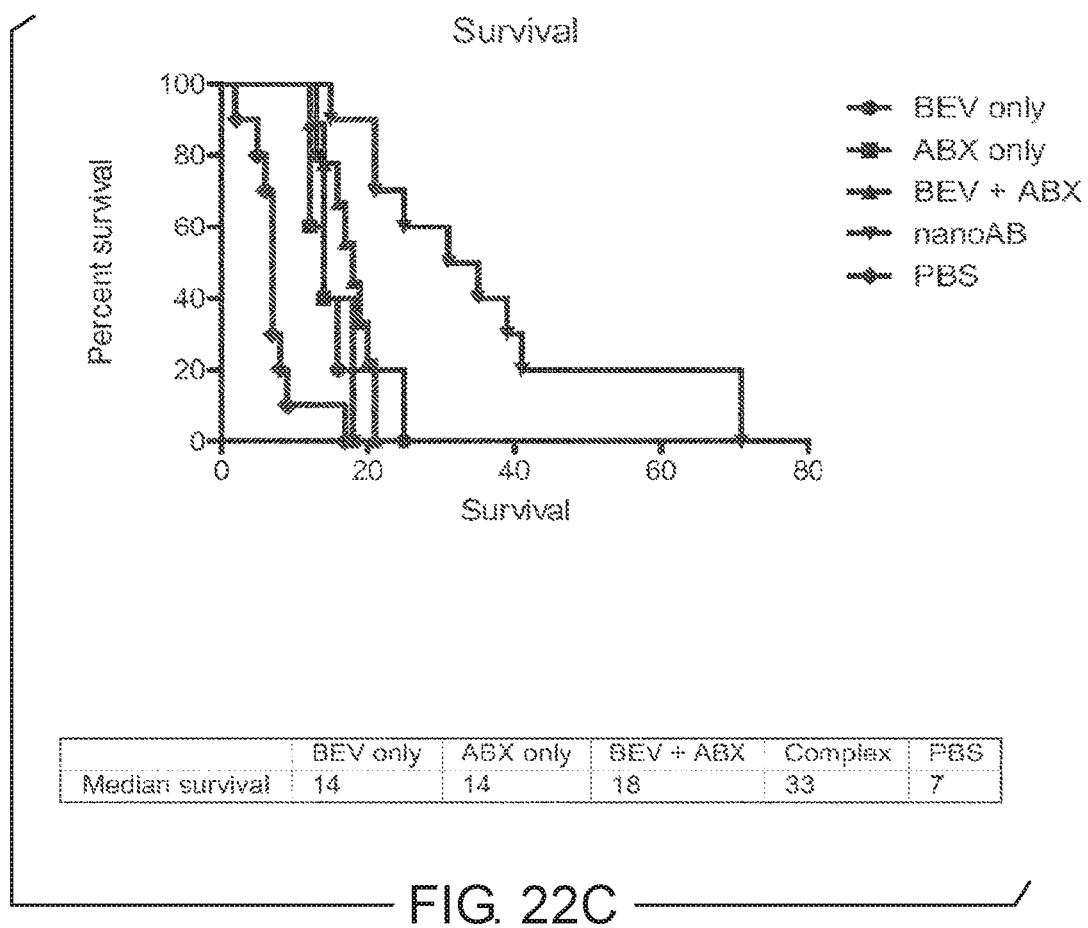 Survival
100
80
60
40
20
0
Percent survival
0 20 40 60 80
Survival
BEV only
ABX only
BEV + ABX
nanoAB
PBS
BEV only ABX only BEV + ABX Complex PBS
Median survival 14 14 18 33 7
FIG. 22C